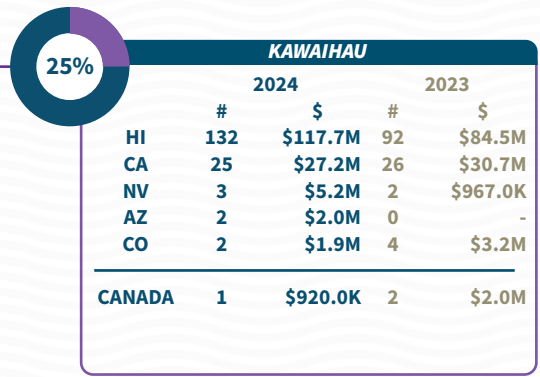 KAWAIHAU
25%
2024 2023
# $ # $
HI 132 $117.7M 92 $84.5M
CA 25 $27.2M 26 $30.7M
NV 3 $5.2M 2 $967.0K
AZ 2 $2.0M 0 -
CO 2 $1.9M 4 $3.2M
CANADA 1 $920.0K 2 $2.0M